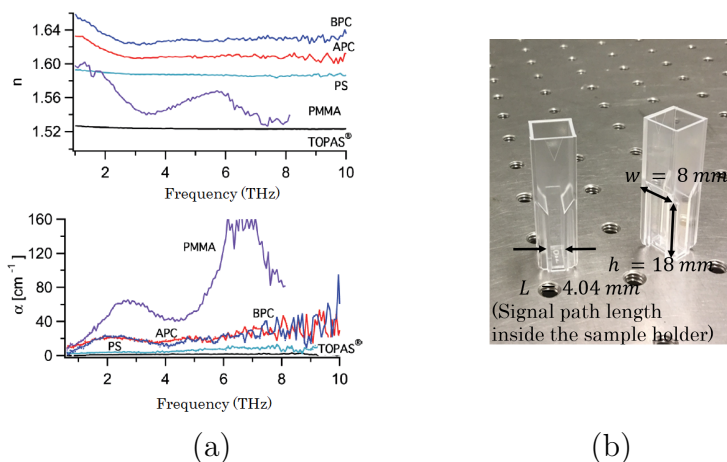 n
1.64
1.60
1.56
1.52
BPC
APC
PS
PMMA
TOPAS®
2 4 6 8 10
Frequency (THz)
α [cm⁻¹]
160
120
80
40
0
PMMA
BPC
APC
PS
TOPAS®
2 4 6 8 10
Frequency (THz)
(a)
w = 8 mm
h = 18 mm
L = 4.04 mm
(Signal path length
inside the sample holder)
(b)